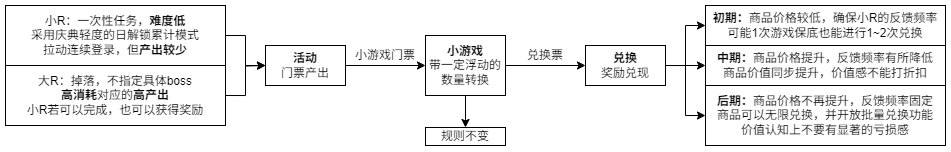 小R：一次性任务，难度低
采用庆典轻度的日解锁累计模式
拉动连续登录，但产出较少
大R：掉落，不指定具体boss
高消耗对应的高产出
小R若可以完成，也可以获得奖励
活动
门票产出
小游戏门票
小游戏
带一定浮动的
数量转换
规则不变
兑换票
兑换
奖励兑现
初期：商品价格较低，确保小R的反馈频率
可能1次游戏保底也能进行1~2次兑换
中期：商品价格提升，反馈频率有所降低
商品价值同步提升，价值感不能打折扣
后期：商品价格不再提升，反馈频率固定
商品可以无限兑换，并开放批量兑换功能
价值认知上不要有显著的亏损感